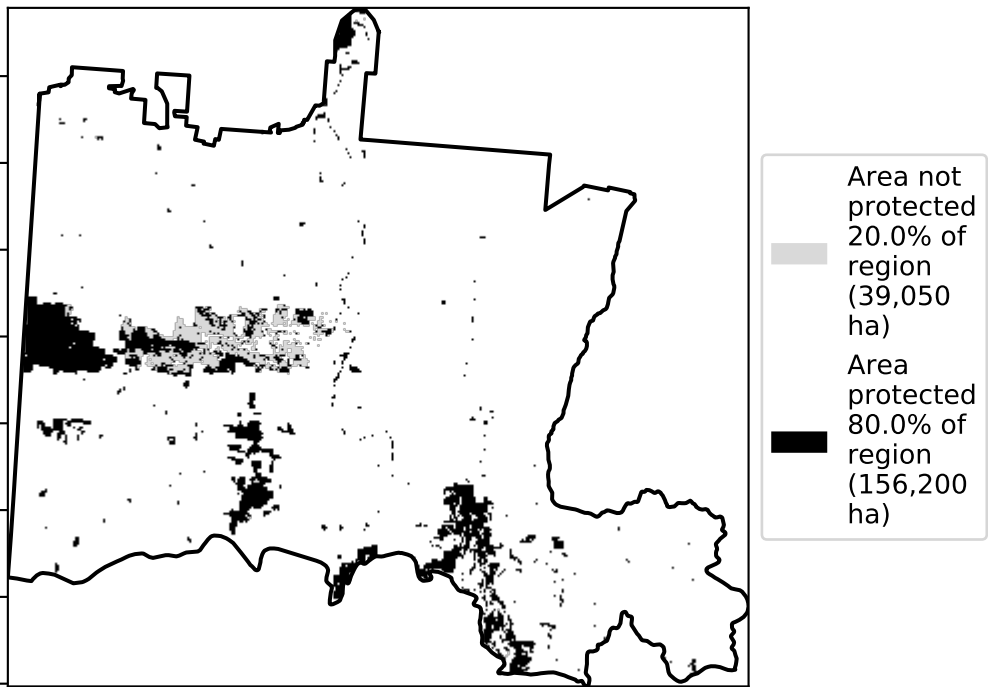 Area not
protected
20.0% of
region
(39,050
ha)
Area
protected
80.0% of
region
(156,200
ha)